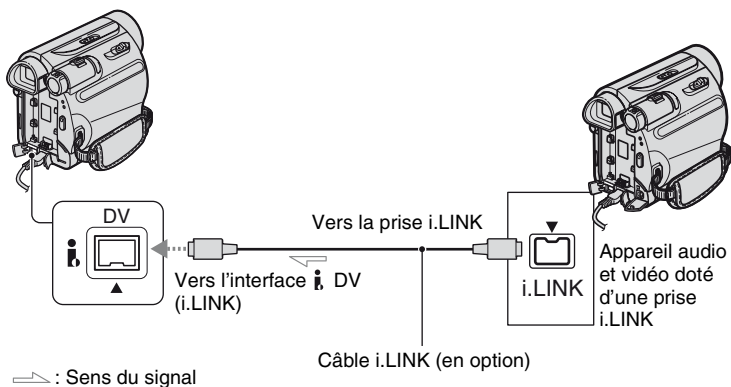 DV
Vers la prise i.LINK
Vers l'interface i DV
(i.LINK)
i.LINK
Appareil audio
et vidéo doté
d'une prise
i.LINK
Câble i.LINK (en option)
: Sens du signal